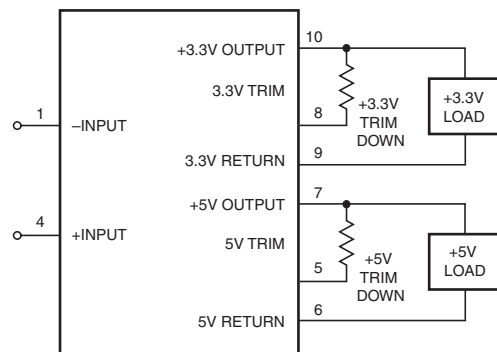 +3.3V OUTPUT
10
3.3V TRIM
8
+3.3V
TRIM
DOWN
+3.3V
LOAD
1
–INPUT
3.3V RETURN
9
+5V OUTPUT
7
4
+INPUT
5V TRIM
5
+5V
TRIM
DOWN
+5V
LOAD
5V RETURN
6